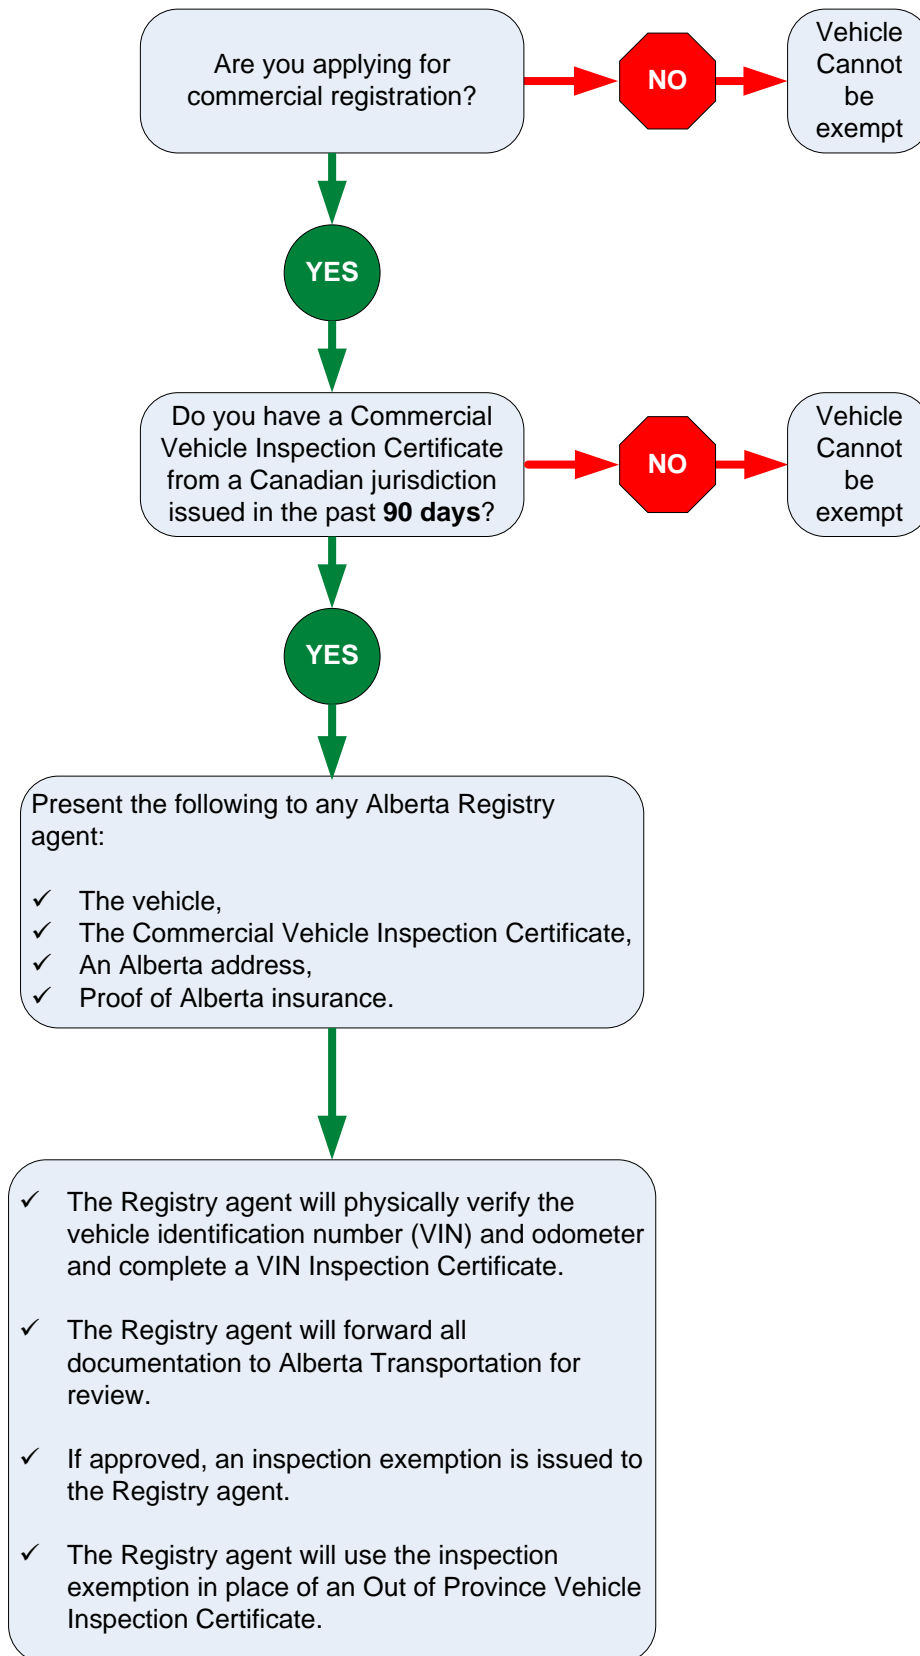 Are you applying for
commercial registration?
NO
Vehicle
Cannot
be
exempt
YES
Do you have a Commercial
Vehicle Inspection Certificate
from a Canadian jurisdiction
issued in the past 90 days?
NO
Vehicle
Cannot
be
exempt
YES
Present the following to any Alberta Registry
agent:
✓ The vehicle,
✓ The Commercial Vehicle Inspection Certificate,
✓ An Alberta address,
✓ Proof of Alberta insurance.
✓ The Registry agent will physically verify the
vehicle identification number (VIN) and odometer
and complete a VIN Inspection Certificate.
✓ The Registry agent will forward all
documentation to Alberta Transportation for
review.
✓ If approved, an inspection exemption is issued to
the Registry agent.
✓ The Registry agent will use the inspection
exemption in place of an Out of Province Vehicle
Inspection Certificate.